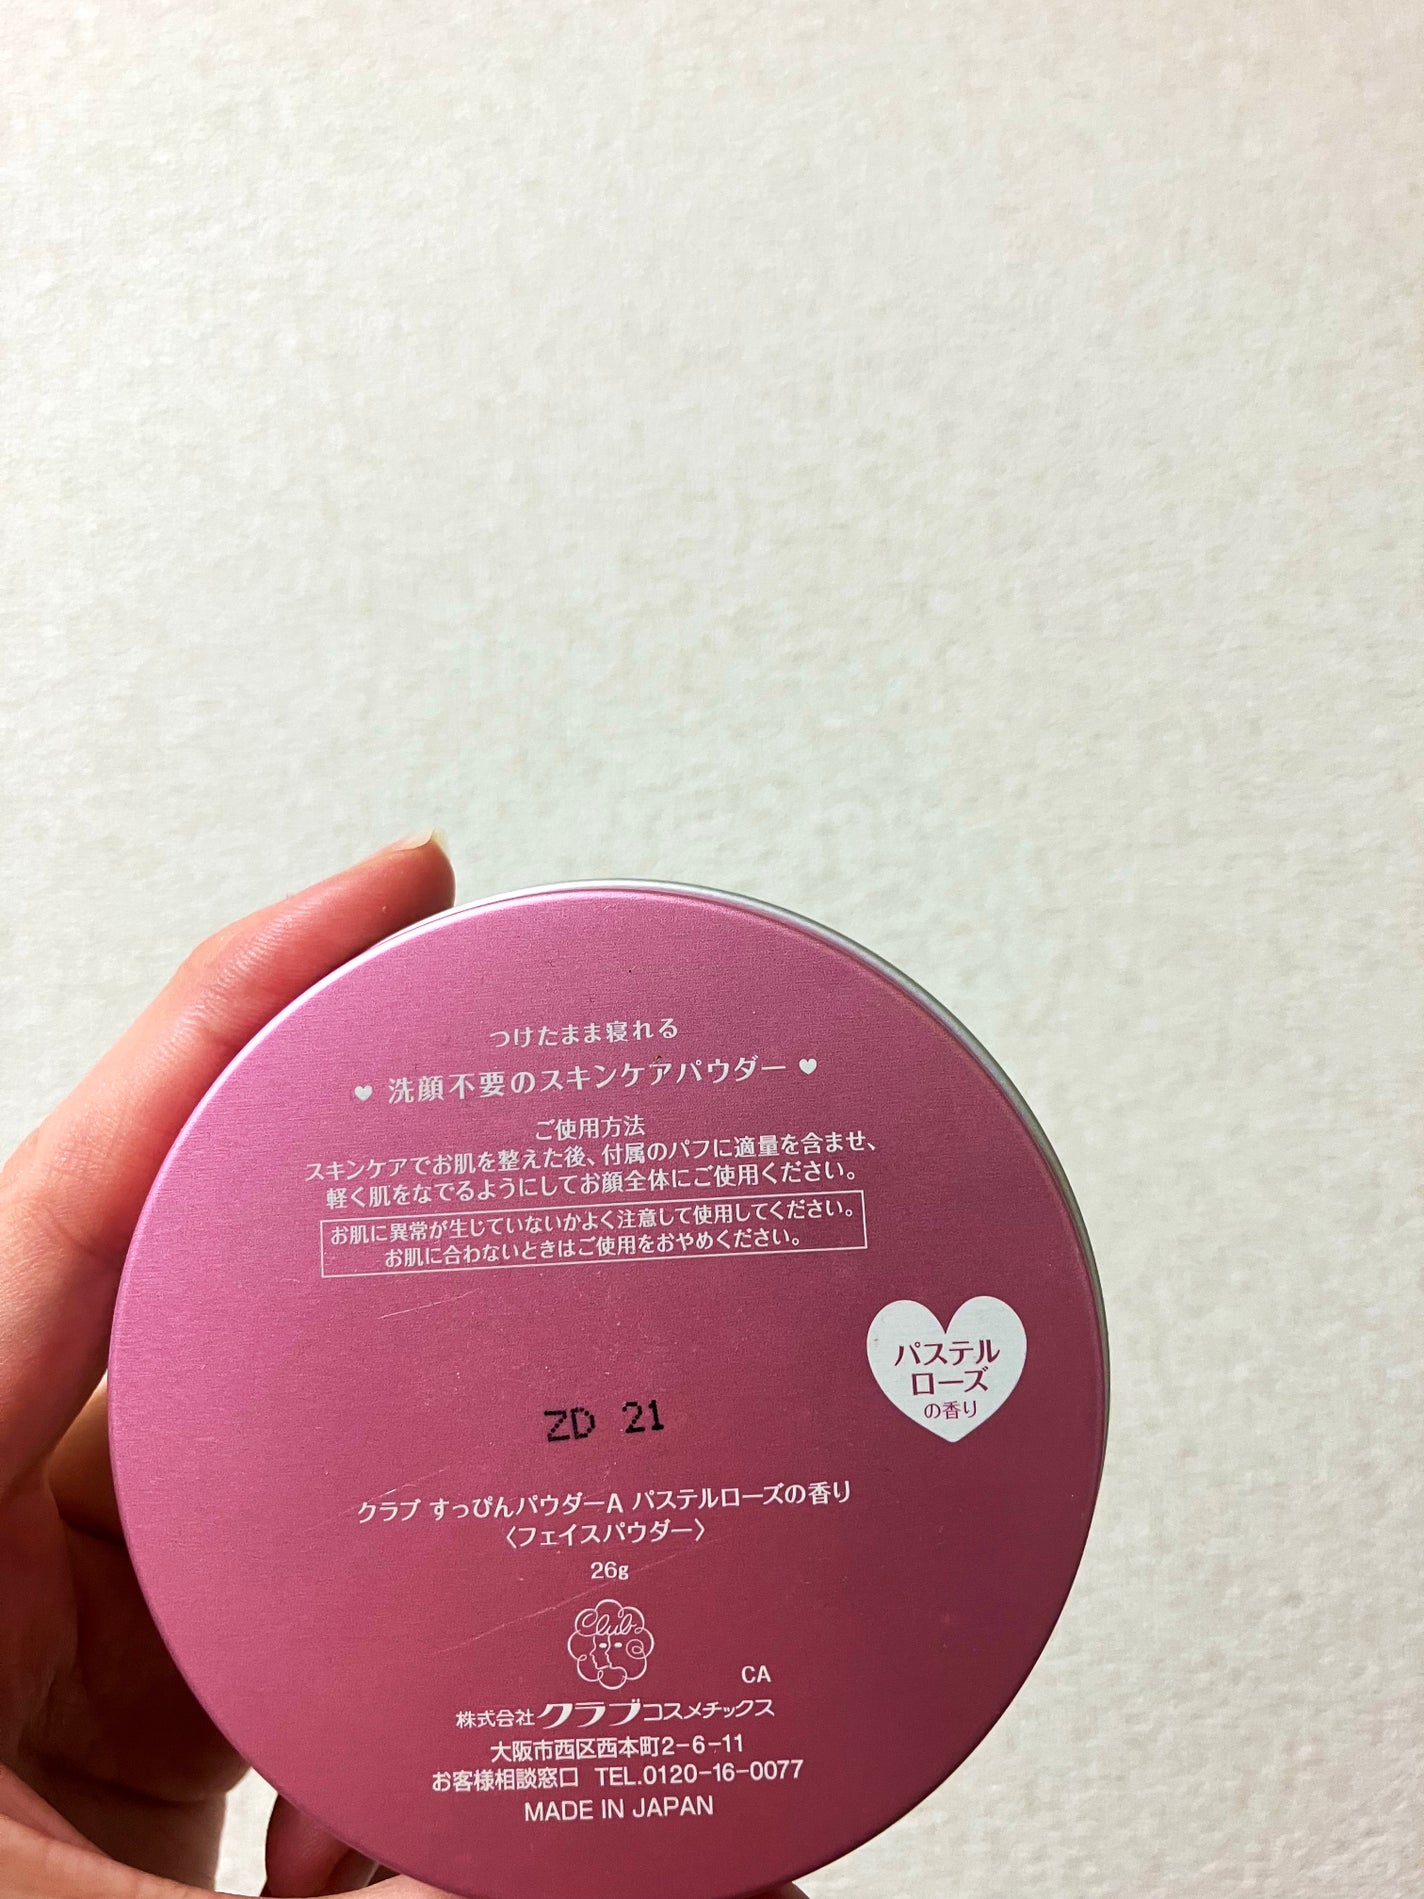 つけたまま寝れる
♥ 洗顔不要のスキンケアパウダー ♥
ご使用方法
スキンケアでお肌を整えた後、付属のパフに適量を含ませ、
軽く肌をなでるようにしてお顔全体にご使用ください。
お肌に異常が生じていないかよく注意して使用してください。
お肌に合わないときはご使用をおやめください。
パステル
ローズ
の香り
ZD 21
クラブ すっぴんパウダーA パステルローズの香り
〈フェイスパウダー〉
26g
Club
CA
株式会社クラブコスメチックス
大阪市西区西本町2-6-11
お客様相談窓口 TEL.0120-16-0077
MADE IN JAPAN